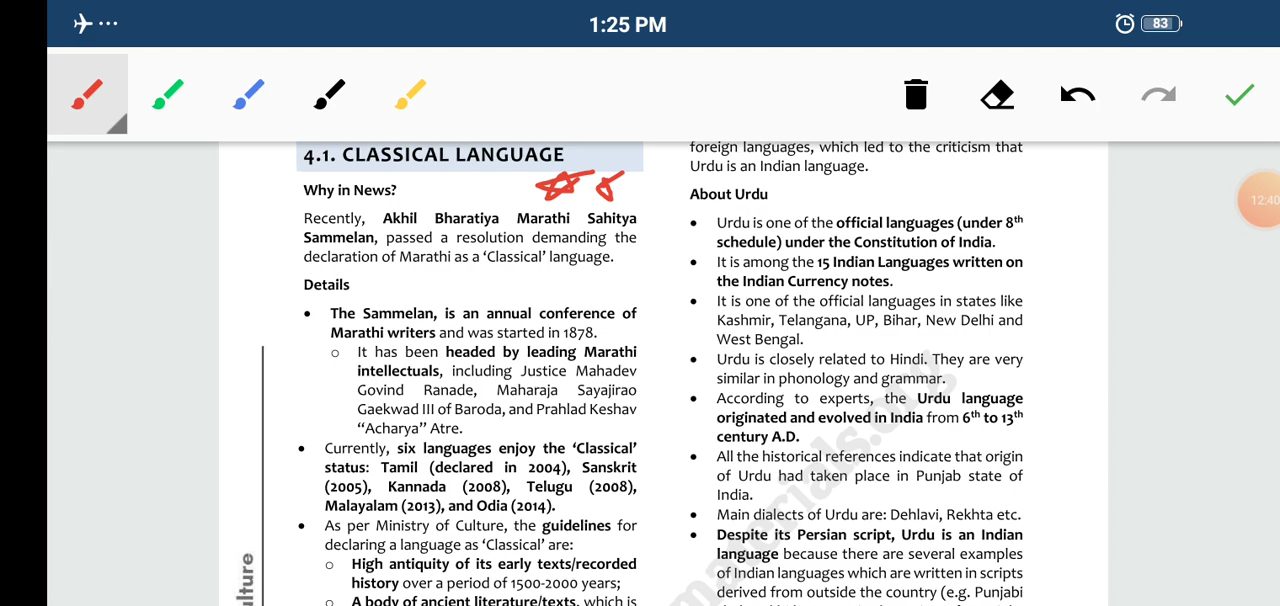 1:25 PM
83
4.1. CLASSICAL LANGUAGE
Why in News?
Recently, Akhil Bharatiya Marathi Sahitya
Sammelan, passed a resolution demanding the
declaration of Marathi as a ‘Classical’ language.
Details
• The Sammelan, is an annual conference of
Marathi writers and was started in 1878.
o It has been headed by leading Marathi
intellectuals, including Justice Mahadev
Govind Ranade, Maharaja Sayajirao
Gaekwad III of Baroda, and Prahlad Keshav
“Acharya” Atre.
• Currently, six languages enjoy the ‘Classical’
status: Tamil (declared in 2004), Sanskrit
(2005), Kannada (2008), Telugu (2008),
Malayalam (2013), and Odia (2014).
• As per Ministry of Culture, the guidelines for
declaring a language as ‘Classical’ are:
o High antiquity of its early texts/recorded
history over a period of 1500-2000 years;
o A body of ancient literature/texts, which is
foreign languages, which led to the criticism that
Urdu is an Indian language.
About Urdu
• Urdu is one of the official languages (under 8th
schedule) under the Constitution of India.
• It is among the 15 Indian Languages written on
the Indian Currency notes.
• It is one of the official languages in states like
Kashmir, Telangana, UP, Bihar, New Delhi and
West Bengal.
• Urdu is closely related to Hindi. They are very
similar in phonology and grammar.
• According to experts, the Urdu language
originated and evolved in India from 6th to 13th
century A.D.
• All the historical references indicate that origin
of Urdu had taken place in Punjab state of
India.
• Main dialects of Urdu are: Dehlavi, Rekhta etc.
• Despite its Persian script, Urdu is an Indian
language because there are several examples
of Indian languages which are written in scripts
derived from outside the country (e.g. Punjabi
12:40
ulture
materials.org